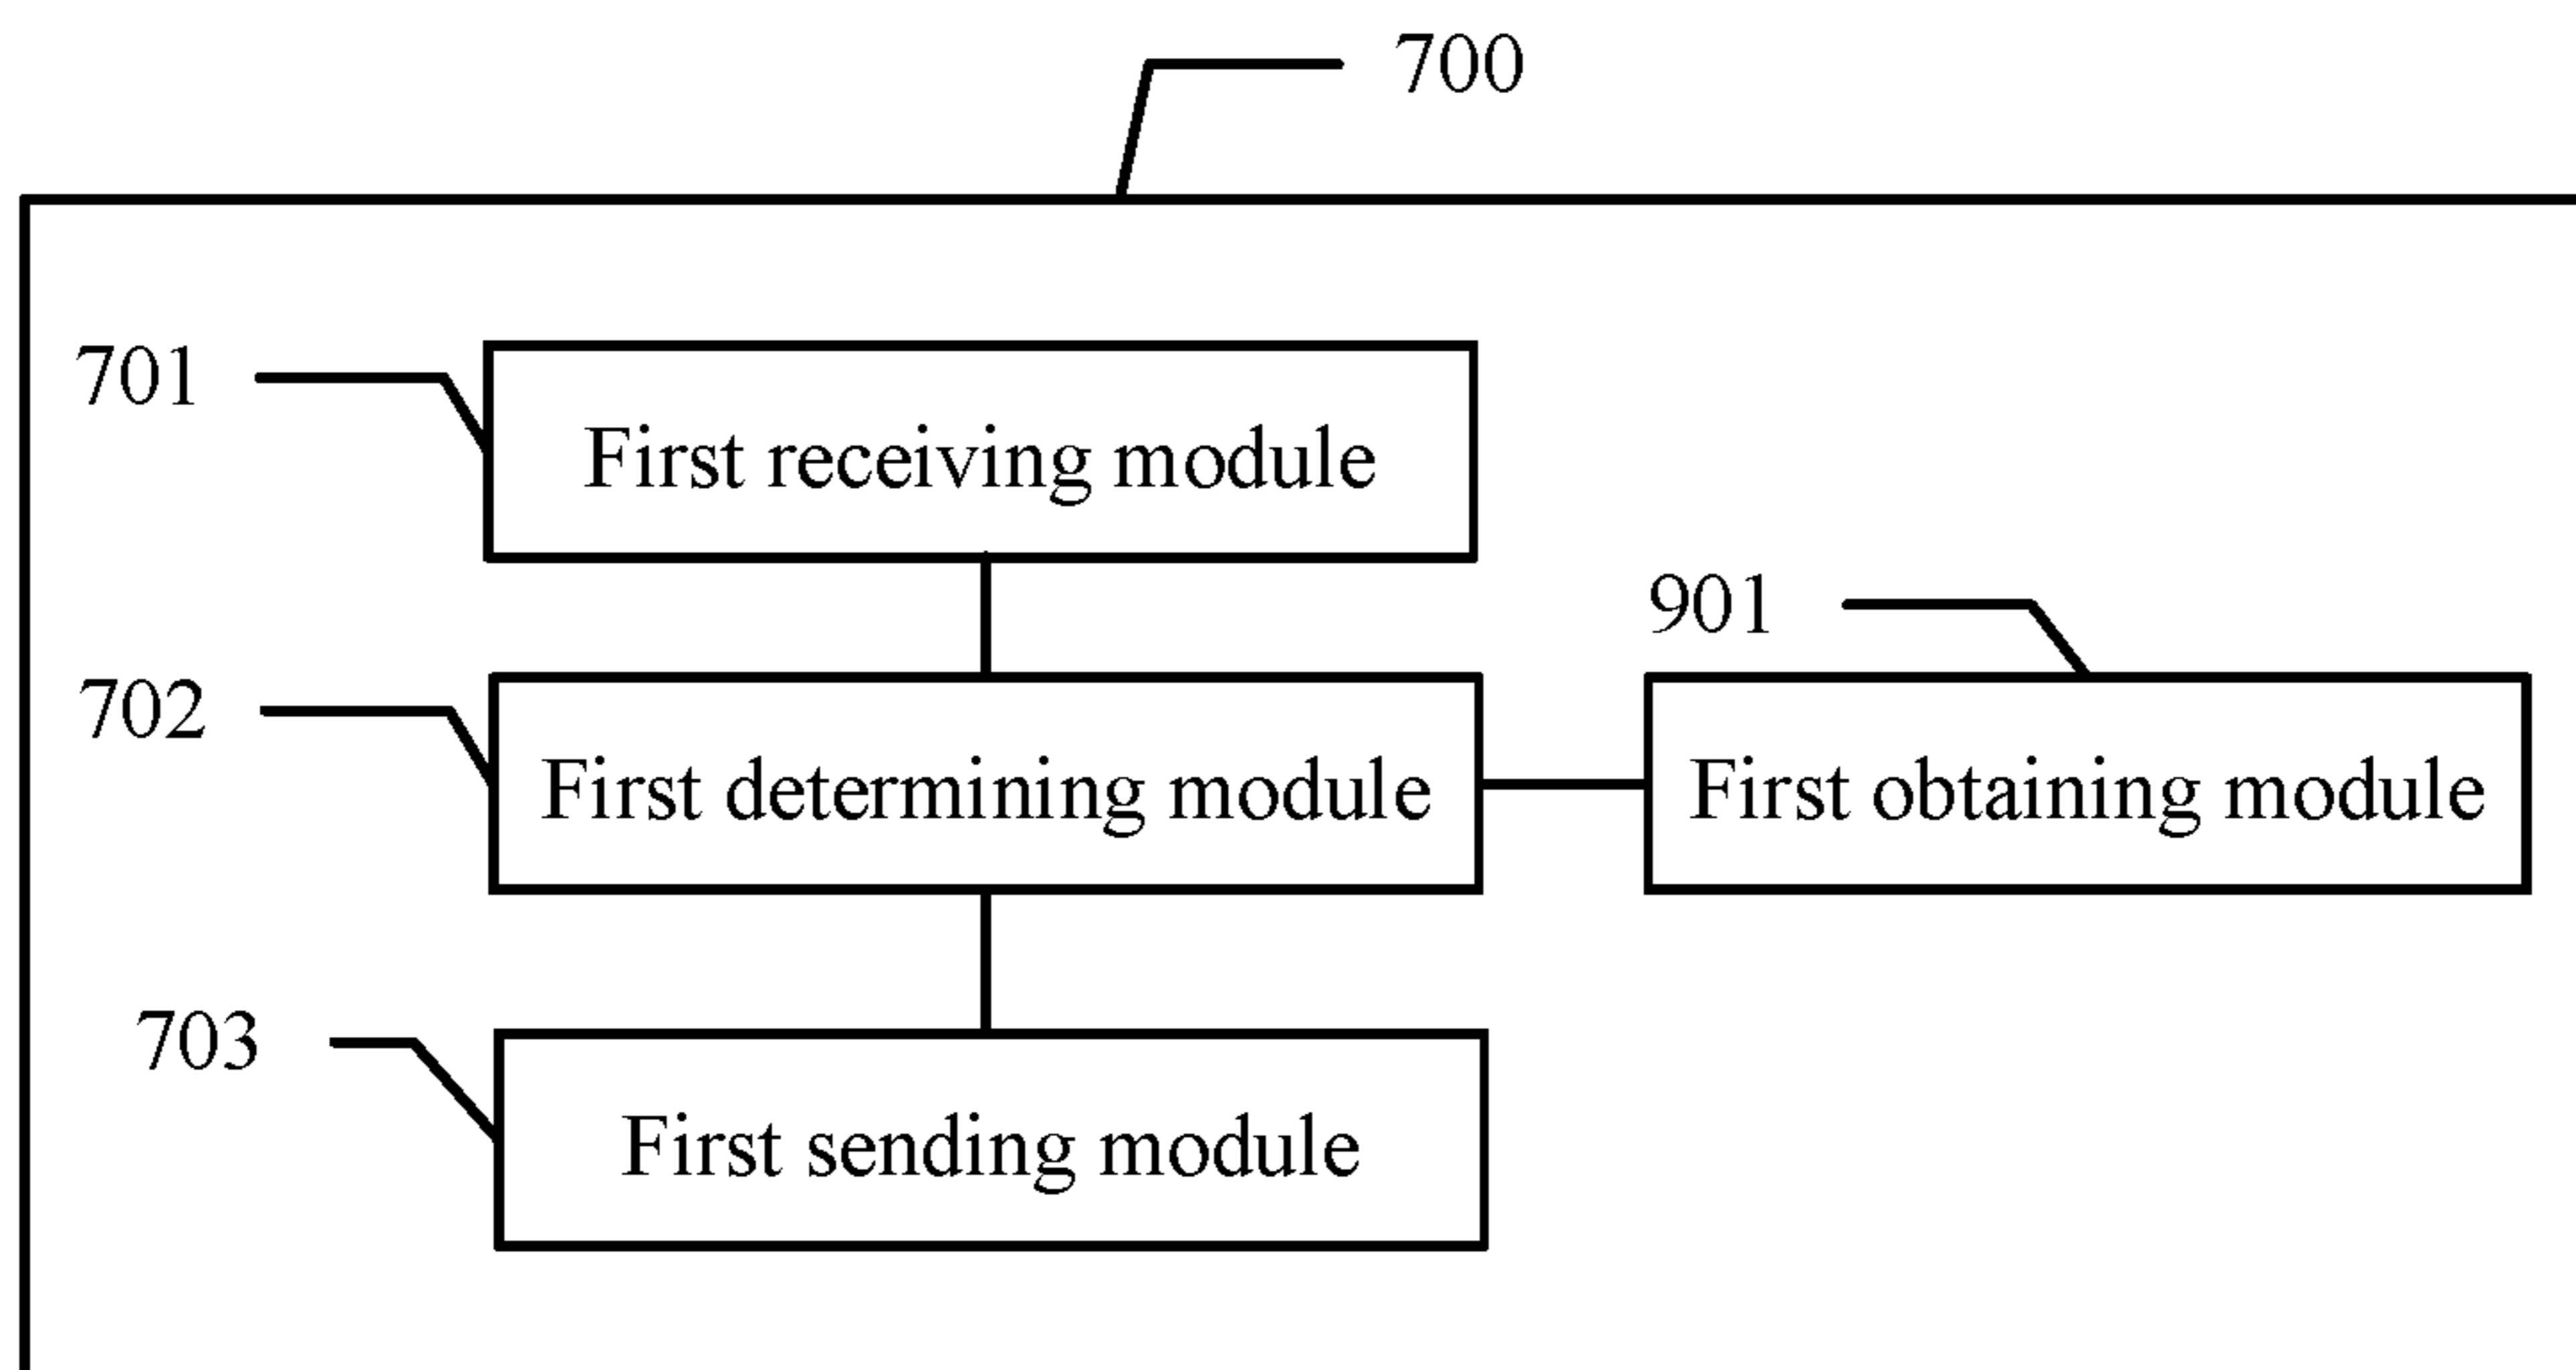 700
701
First receiving module
901
702
First determining module
First obtaining module
703
First sending module